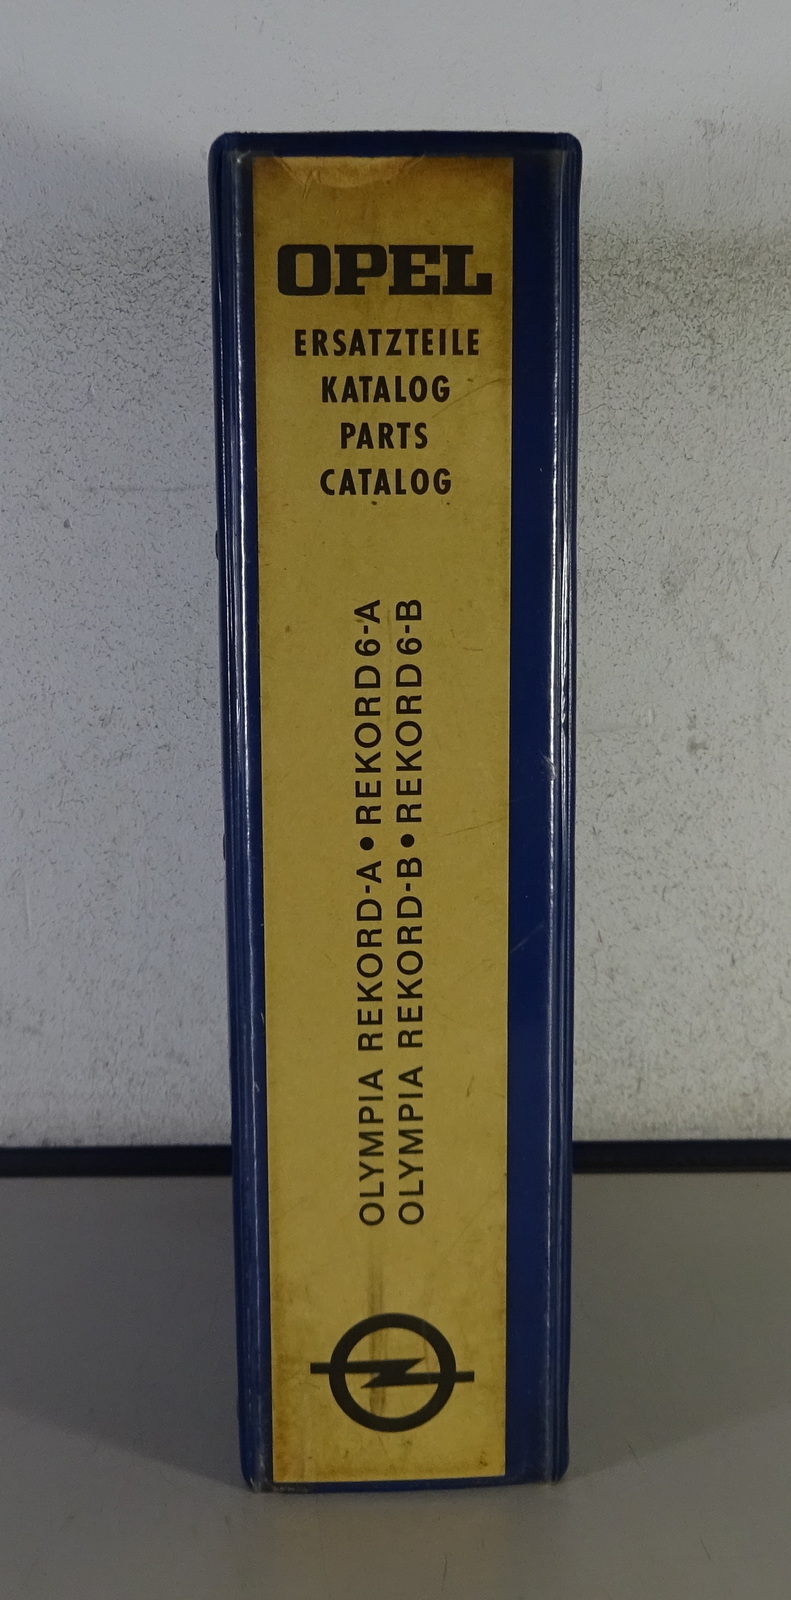 OPEL
ERSATZTEILE
KATALOG
PARTS
CATALOG
OLYMPIA REKORD-A • REKORD 6-A
OLYMPIA REKORD-B • REKORD 6-B